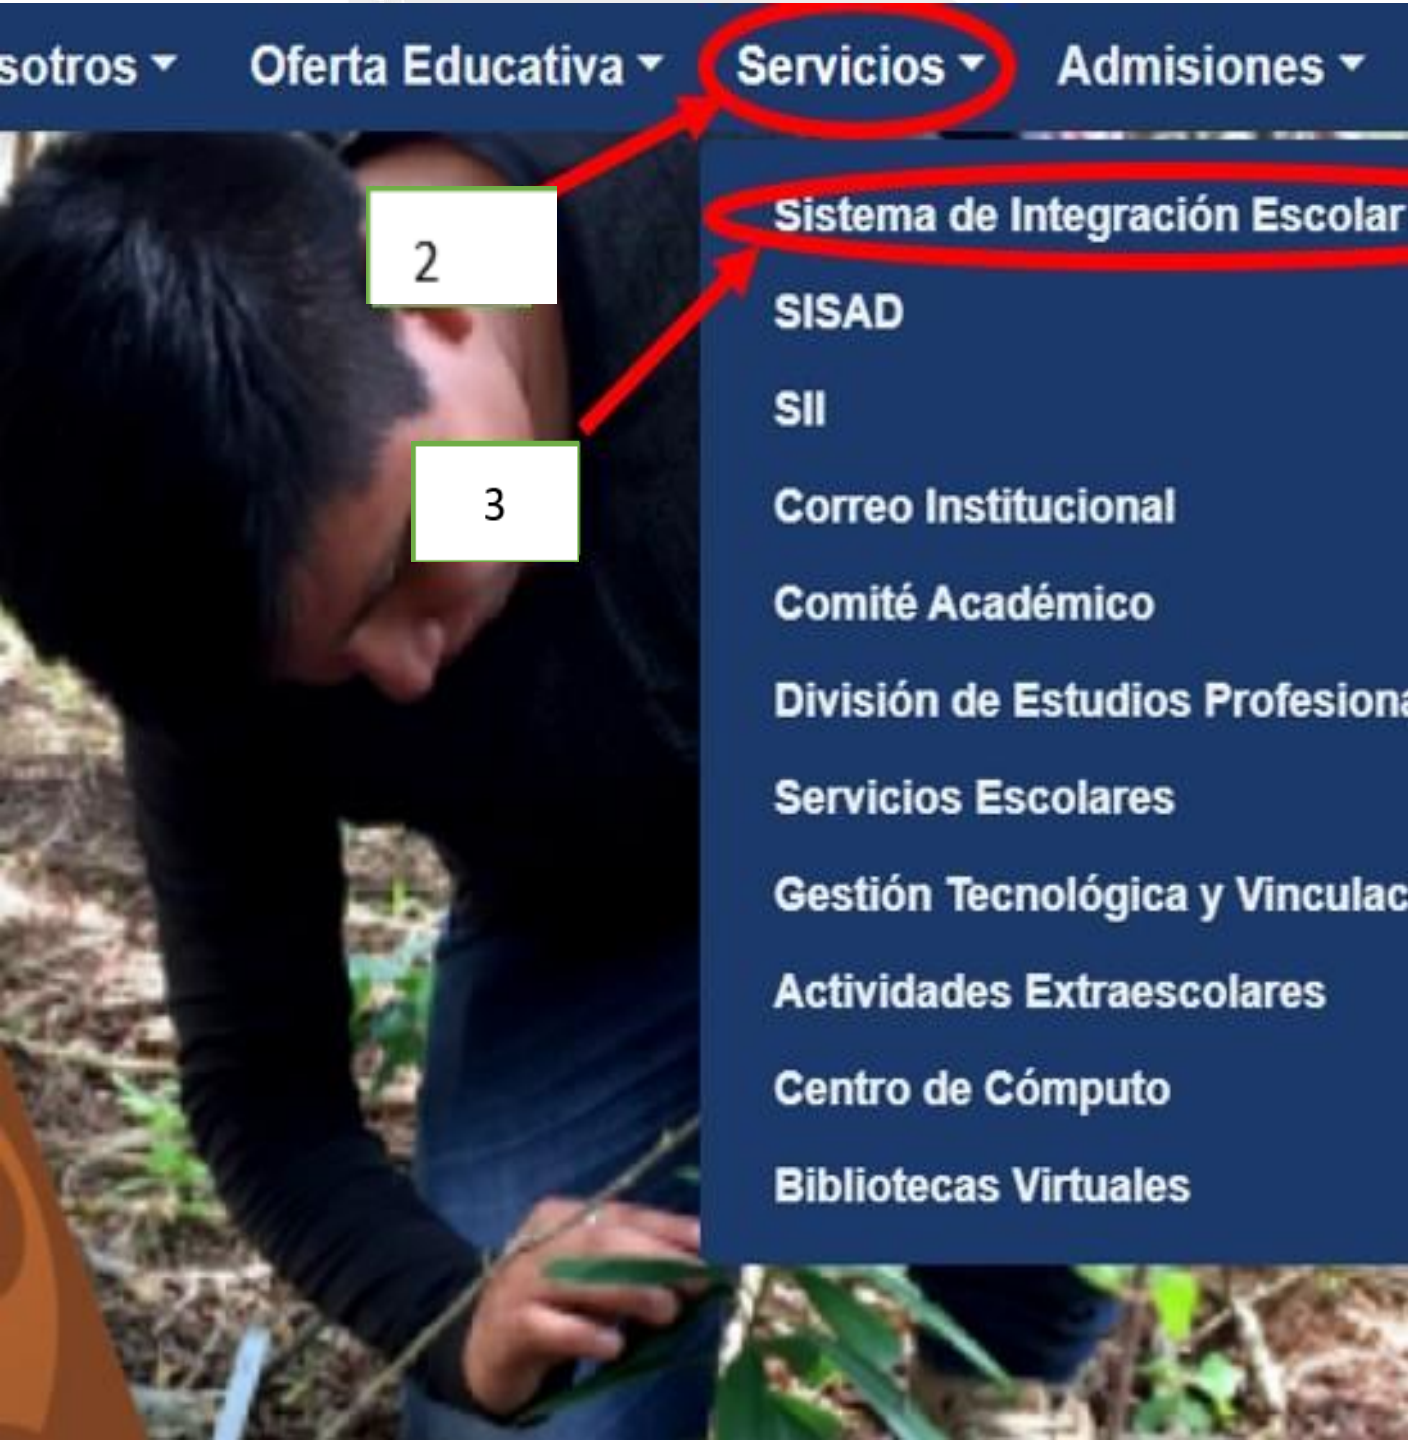 sotros Oferta Educativa Servicios Admisiones
2
Sistema de Integración Escolar
SISAD
SII
3
Correo Institucional
Comité Académico
División de Estudios Profesiona
Servicios Escolares
Gestión Tecnológica y Vinculac
Actividades Extraescolares
Centro de Cómputo
Bibliotecas Virtuales